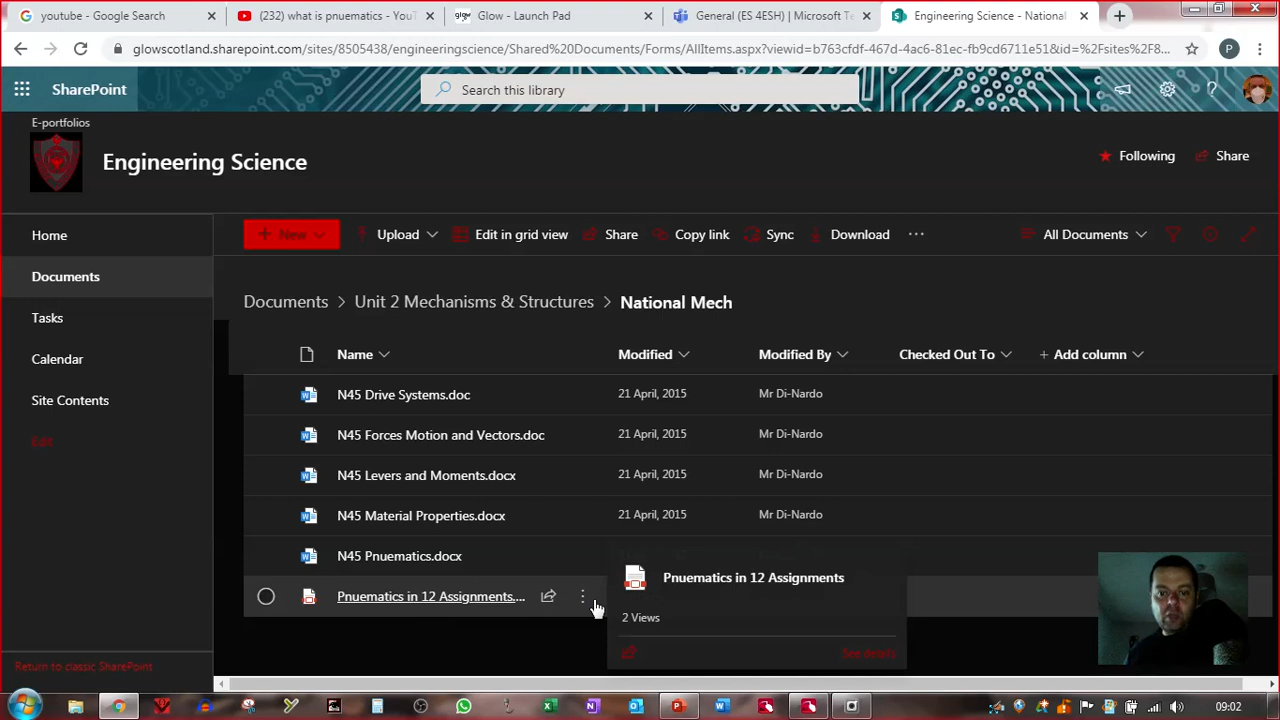 youtube - Google Search
(232) what is pnuematics - YouT
Glow - Launch Pad
General (ES 4ESH) | Microsoft Te
Engineering Science - National
glowscotland.sharepoint.com/sites/8505438/engineeringscience/Shared%20Documents/Forms/AllItems.aspx?viewid=b763cfdf-467d-4ac6-81ec-fb9cd6711e51&id=%2Fsites%2F8...
P
SharePoint
Search this library
E-portfolios
Engineering Science
Following
Share
Home
New
Upload
Edit in grid view
Share
Copy link
Sync
Download
All Documents
Documents
Tasks
Calendar
Site Contents
Edit
Documents > Unit 2 Mechanisms & Structures > National Mech
Name
Modified
Modified By
Checked Out To
+ Add column
N45 Drive Systems.doc
21 April, 2015
Mr Di-Nardo
N45 Forces Motion and Vectors.doc
21 April, 2015
Mr Di-Nardo
N45 Levers and Moments.docx
21 April, 2015
Mr Di-Nardo
N45 Material Properties.docx
21 April, 2015
Mr Di-Nardo
N45 Pnuematics.docx
Pnuematics in 12 Assignments....
Pnuematics in 12 Assignments
2 Views
See details
Return to classic SharePoint
09:02